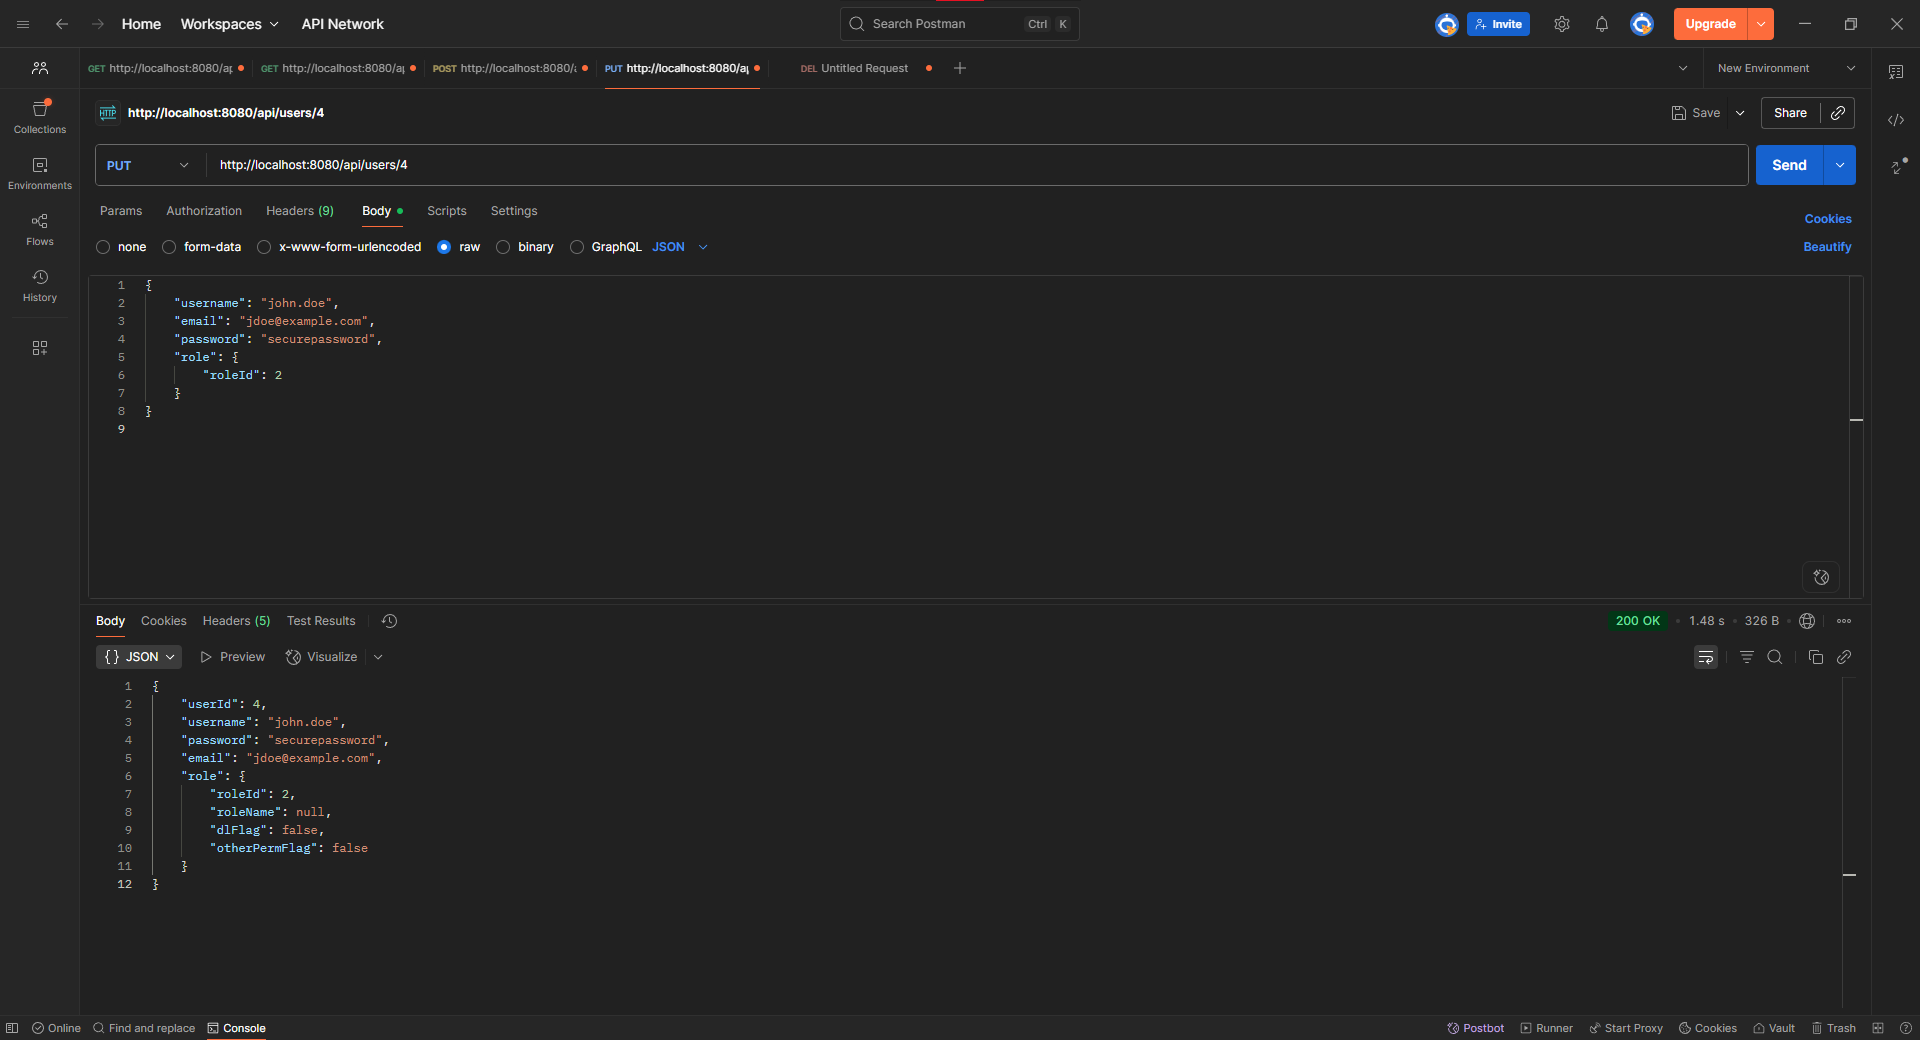 Home Workspaces API Network Search Postman Ctrl K Invite Upgrade
GET http://localhost:8080/ap GET http://localhost:8080/ap POST http://localhost:8080/a PUT http://localhost:8080/ap DEL Untitled Request New Environment
Collections
Environments
Flows
History
HTTP http://localhost:8080/api/users/4 Save Share
PUT http://localhost:8080/api/users/4 Send
Params Authorization Headers (9) Body Scripts Settings Cookies
none form-data x-www-form-urlencoded raw binary GraphQL JSON Beautify
1 {
2 "username": "john.doe",
3 "email": "jdoe@example.com",
4 "password": "securepassword",
5 "role": {
6 "roleId": 2
7 }
8 }
9
Body Cookies Headers (5) Test Results 200 OK • 1.48 s • 326 B •
{} JSON Preview Visualize
1 {
2 "userId": 4,
3 "username": "john.doe",
4 "password": "securepassword",
5 "email": "jdoe@example.com",
6 "role": {
7 "roleId": 2,
8 "roleName": null,
9 "dlFlag": false,
10 "otherPermFlag": false
11 }
12 }
Online Find and replace Console Postbot Runner Start Proxy Cookies Vault Trash